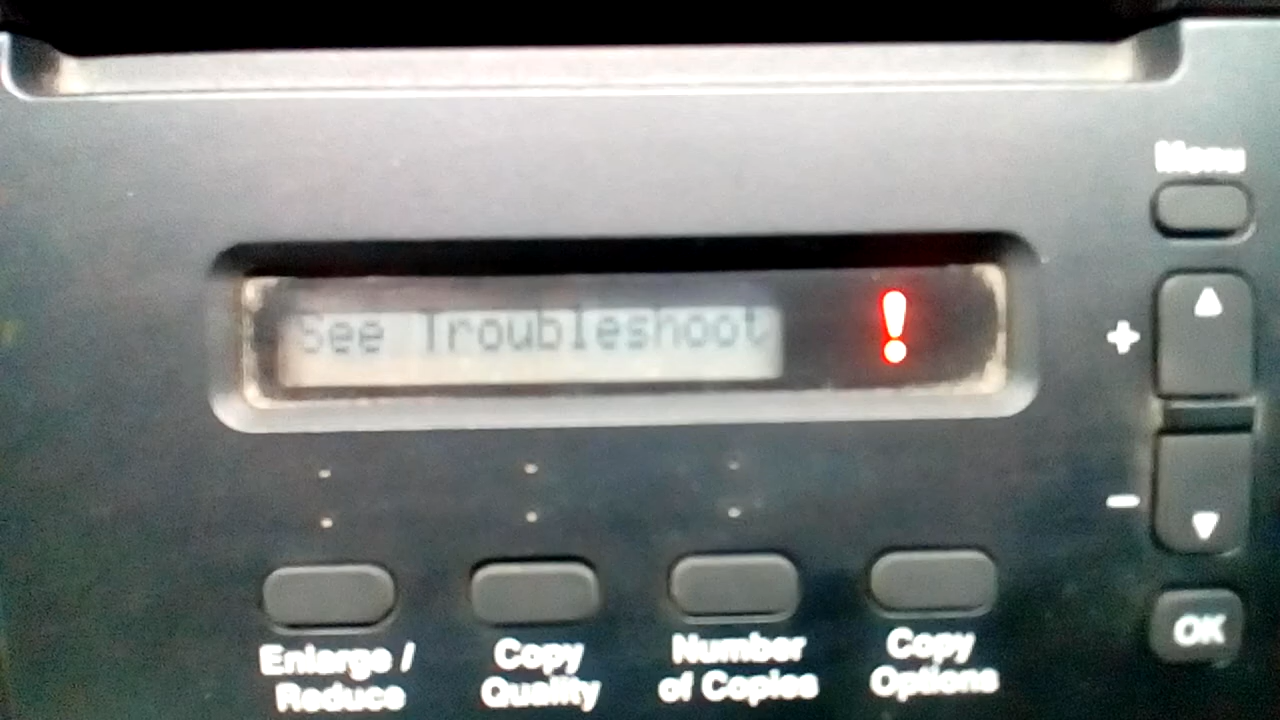 Menu
See Troubleshoot
!
+
-
OK
Enlarge /
Reduce
Copy
Quality
Number
of Copies
Copy
Options